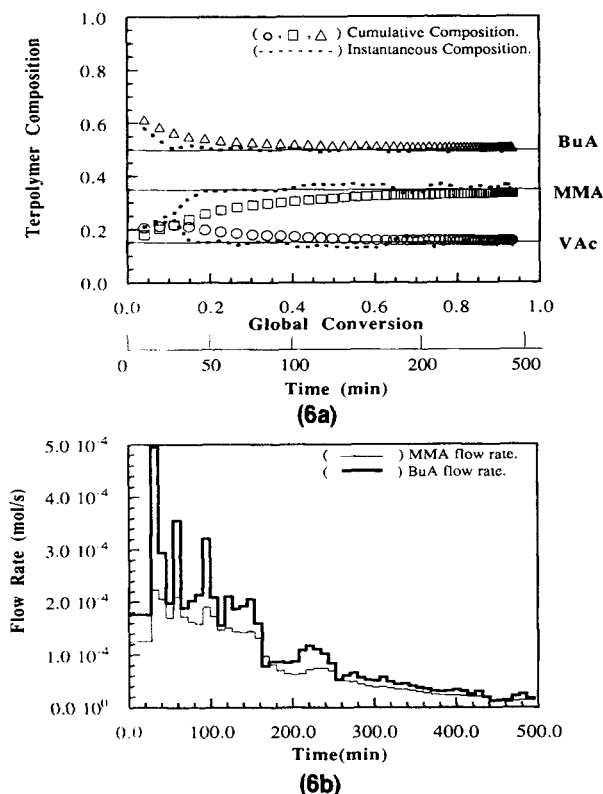 1.0
0.8
0.6
0.4
0.2
0.0
Terpolymer Composition
( ○ , □ , △ ) Cumulative Composition.
( - - - - - ) Instantaneous Composition.
BuA
MMA
VAc
0.0 0.2 0.4 0.6 0.8 1.0
Global Conversion
0 50 100 200 500
Time (min)
(6a)
5.0 10⁻⁴
4.0 10⁻⁴
3.0 10⁻⁴
2.0 10⁻⁴
1.0 10⁻⁴
0.0 10⁰
Flow Rate (mol/s)
( — ) MMA flow rate.
( — ) BuA flow rate.
0.0 100.0 200.0 300.0 400.0 500.0
Time(min)
(6b)